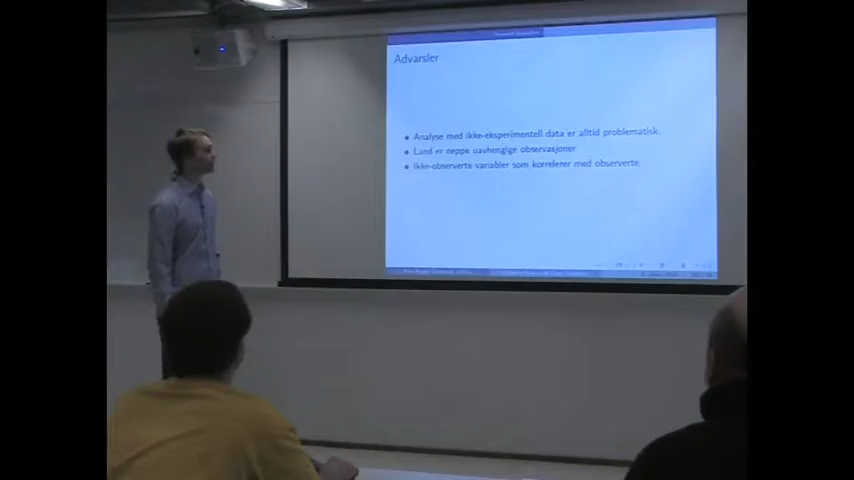 Advarsler
Analyse med ikke-eksperimentell data er alltid problematisk.
Land er neppe uavhengige observasjoner
Ikke-observerte variabler som korrelerer med observerte.